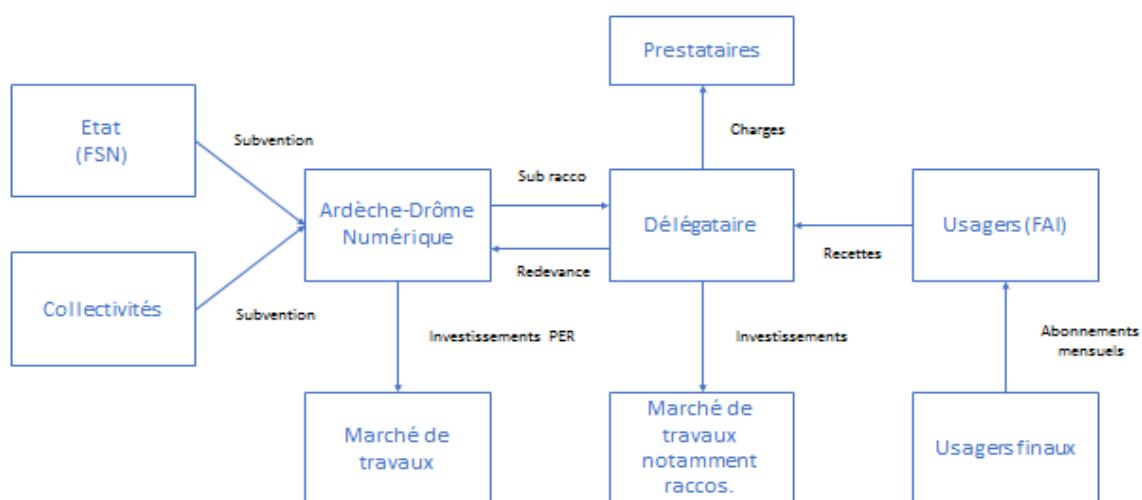 Prestataires
Etat
(FSN)
Subvention
Charges
Sub racco
Ardèche-Drôme
Numérique
Délégataire
Usagers (FAI)
Redevance
Recettes
Collectivités
Subvention
Investissements PER
Investissements
Abonnements
mensuels
Marché de
travaux
Marché de
travaux
notamment
raccos.
Usagers finaux